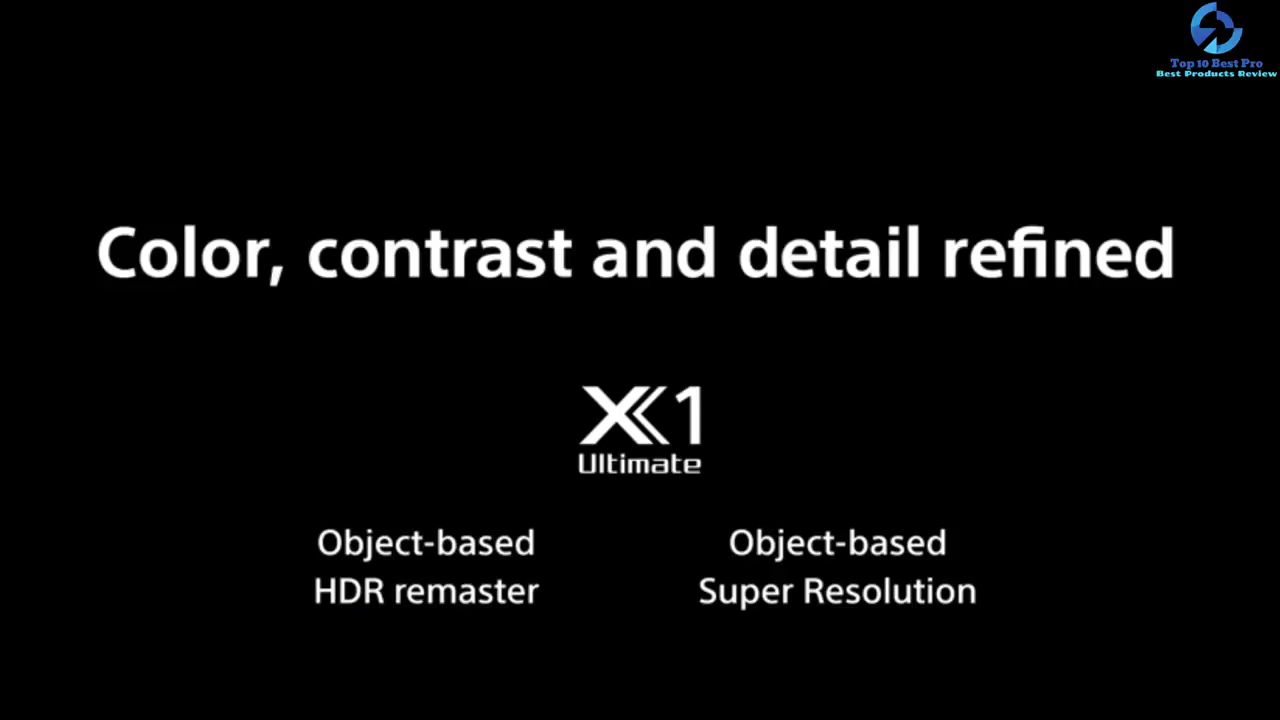 Top 10 Best Pro
Best Products Review
Color, contrast and detail refined
X1
Ultimate
Object-based
HDR remaster
Object-based
Super Resolution